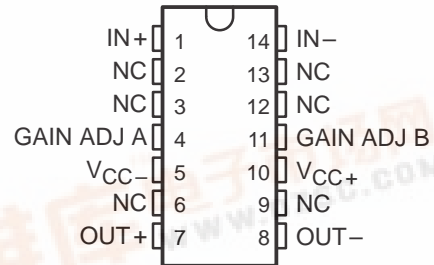 IN+ 1 14 IN−
NC 2 13 NC
NC 3 12 NC
GAIN ADJ A 4 11 GAIN ADJ B
VCC− 5 10 VCC+
NC 6 9 NC
OUT+ 7 8 OUT−